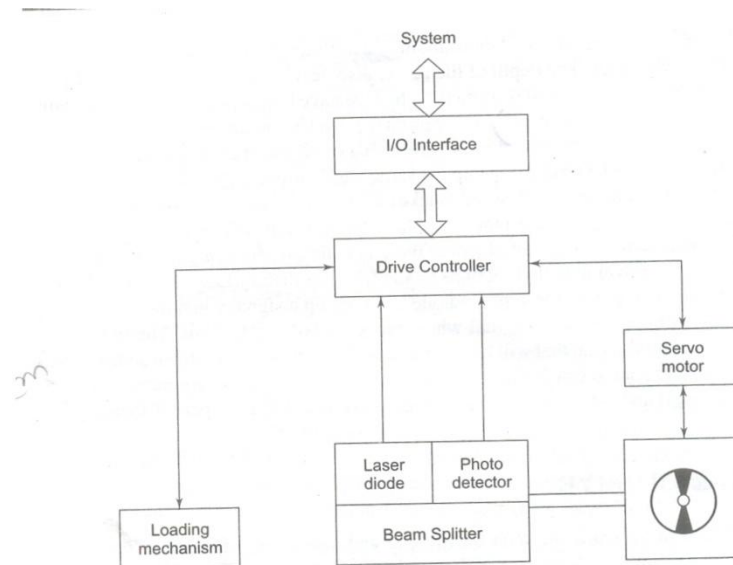 System
I/O Interface
Drive Controller
Servo
motor
Laser
diode
Photo
detector
Beam Splitter
Loading
mechanism